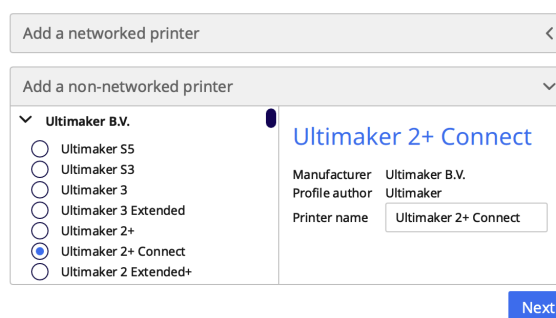 Add a networked printer
Add a non-networked printer
Ultimaker B.V.
Ultimaker S5
Ultimaker S3
Ultimaker 3
Ultimaker 3 Extended
Ultimaker 2+
Ultimaker 2+ Connect
Ultimaker 2 Extended+
Ultimaker 2+ Connect
Manufacturer Ultimaker B.V.
Profile author Ultimaker
Printer name Ultimaker 2+ Connect
Next